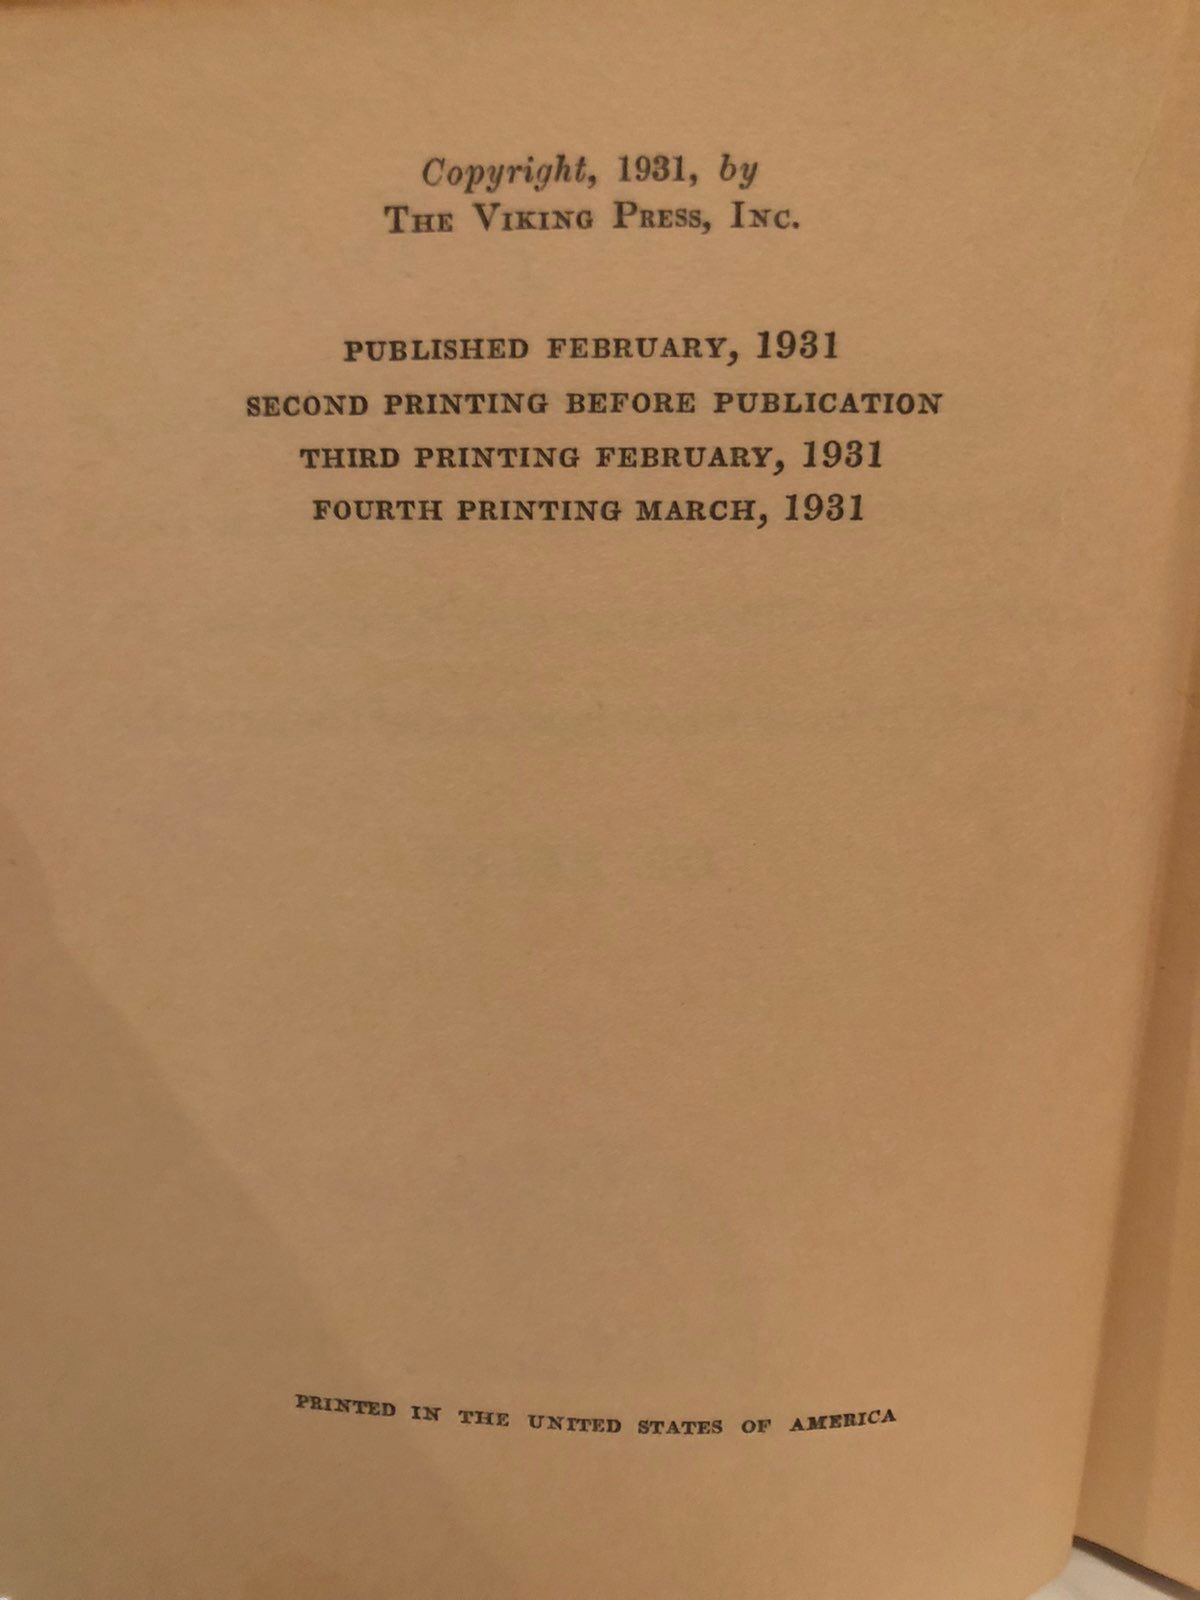 Copyright, 1931, by
THE VIKING PRESS, INC.
PUBLISHED FEBRUARY, 1931
SECOND PRINTING BEFORE PUBLICATION
THIRD PRINTING FEBRUARY, 1931
FOURTH PRINTING MARCH, 1931
PRINTED IN THE UNITED STATES OF AMERICA